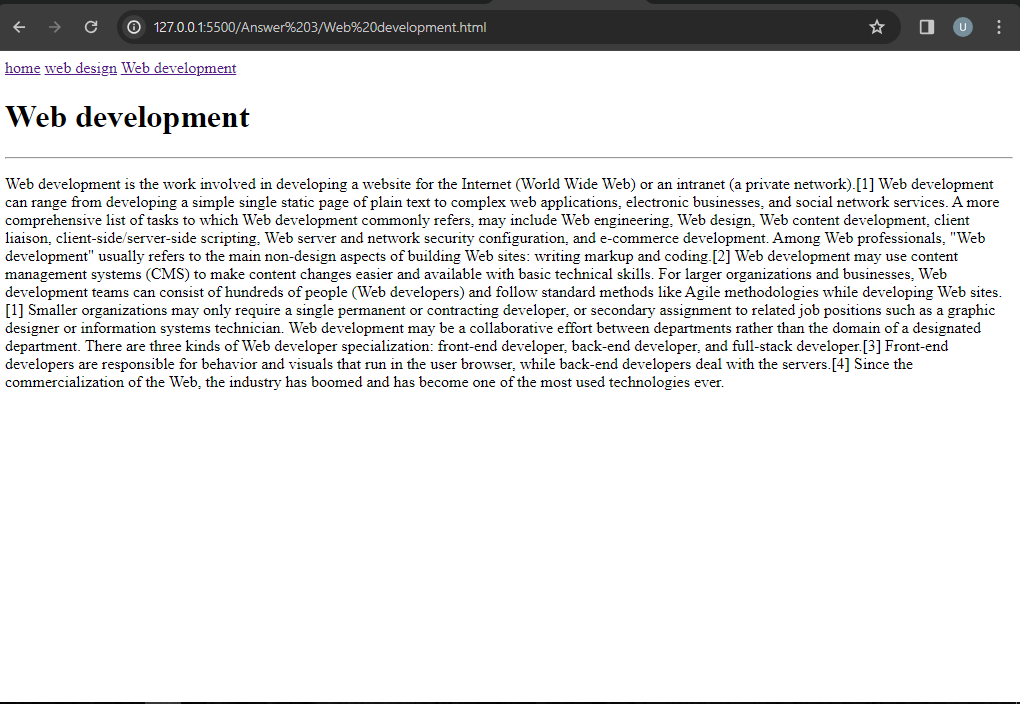 127.0.0.1:5500/Answer%203/Web%20development.html
U
home web design Web development
Web development
Web development is the work involved in developing a website for the Internet (World Wide Web) or an intranet (a private network).[1] Web development
can range from developing a simple single static page of plain text to complex web applications, electronic businesses, and social network services. A more
comprehensive list of tasks to which Web development commonly refers, may include Web engineering, Web design, Web content development, client
liaison, client-side/server-side scripting, Web server and network security configuration, and e-commerce development. Among Web professionals, "Web
development" usually refers to the main non-design aspects of building Web sites: writing markup and coding.[2] Web development may use content
management systems (CMS) to make content changes easier and available with basic technical skills. For larger organizations and businesses, Web
development teams can consist of hundreds of people (Web developers) and follow standard methods like Agile methodologies while developing Web sites.
[1] Smaller organizations may only require a single permanent or contracting developer, or secondary assignment to related job positions such as a graphic
designer or information systems technician. Web development may be a collaborative effort between departments rather than the domain of a designated
department. There are three kinds of Web developer specialization: front-end developer, back-end developer, and full-stack developer.[3] Front-end
developers are responsible for behavior and visuals that run in the user browser, while back-end developers deal with the servers.[4] Since the
commercialization of the Web, the industry has boomed and has become one of the most used technologies ever.